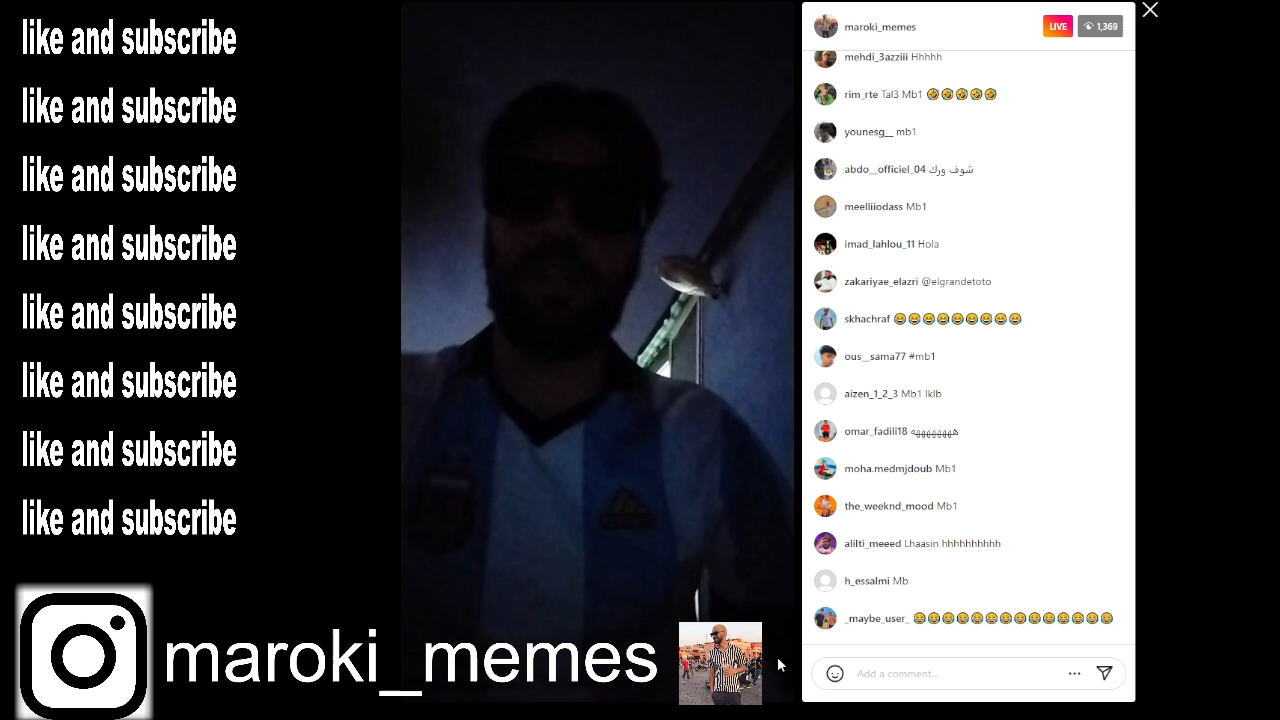 like and subscribe
like and subscribe
like and subscribe
like and subscribe
like and subscribe
like and subscribe
like and subscribe
like and subscribe
maroki_memes
maroki_memes LIVE 1,369
mehdi_3azziii Hhhhh
rim_rte Tal3 Mb1 🤣🤣🤣🤣🤣
younesg__ mb1
abdo__officiel_04 شوف ورك
meelliiodass Mb1
imad_lahlou_11 Hola
zakariyae_elazri @elgrandetoto
skhachraf 😂😂😂😂😂😂😂😂😂
ous__sama77 #mb1
aizen_1_2_3 Mb1 lklb
omar_fadili18 ههههههههه
moha.medmjdoub Mb1
the_weeknd_mood Mb1
alilti_meeed Lhaasin hhhhhhhhhh
h_essalmi Mb
_maybe_user_ 😂😂😂😂😂😂😂😂😂😂😂😂😂😂
Add a comment...